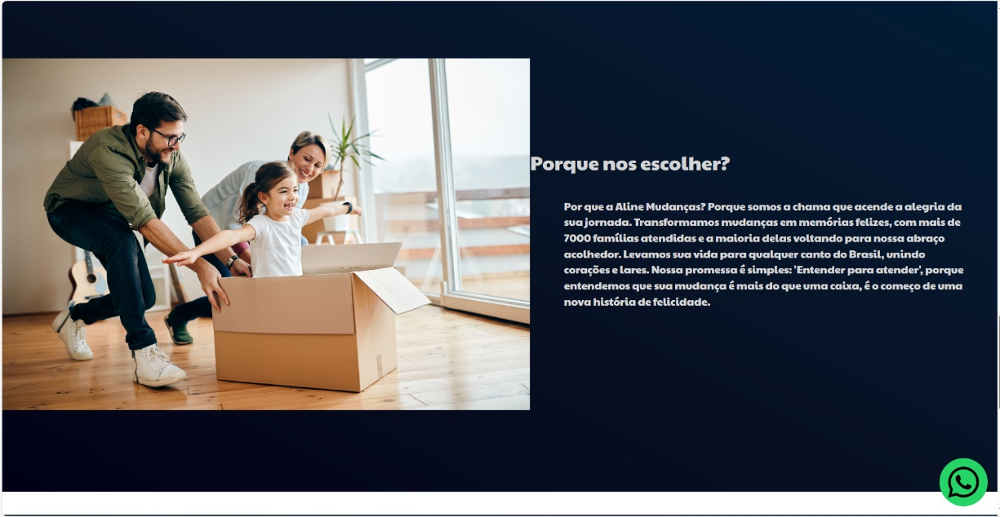 Porque nos escolher?
Por que a Aline Mudanças? Porque somos a chama que acende a alegria da
sua jornada. Transformamos mudanças em memórias felizes, com mais de
7000 famílias atendidas e a maioria delas voltando para nossa abraço
acolhedor. Levamos sua vida para qualquer canto do Brasil, unindo
corações e lares. Nossa promessa é simples: 'Entender para atender', porque
entendemos que sua mudança é mais do que uma caixa, é o começo de uma
nova história de felicidade.